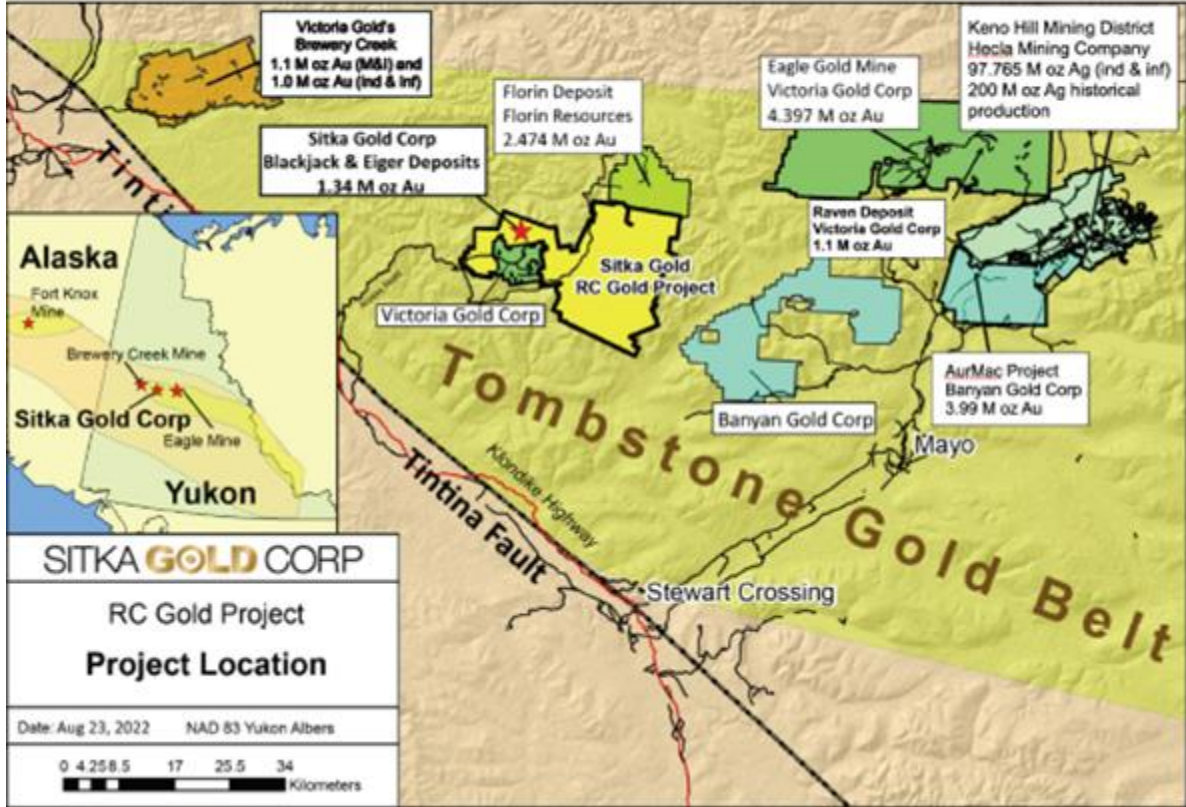 Victoria Gold's
Brewery Creek
1.1 M oz Au (M&I) and
1.0 M oz Au (ind & inf)
Florin Deposit
Florin Resources
2.474 M oz Au
Eagle Gold Mine
Victoria Gold Corp
4.397 M oz Au
Keno Hill Mining District
Hecla Mining Company
97.765 M oz Ag (ind & inf)
200 M oz Ag historical
production
Sitka Gold Corp
Blackjack & Eiger Deposits
1.34 M oz Au
Raven Deposit
Victoria Gold Corp
1.1 M oz Au
Sitka Gold
RC Gold Project
Victoria Gold Corp
AurMac Project
Banyan Gold Corp
3.99 M oz Au
Banyan Gold Corp
Mayo
Tombstone Gold Belt
Klondike Highway
Tintina Fault
Stewart Crossing
Tinti
Alaska
Fort Knox
Mine
Brewery Creek Mine
Sitka Gold Corp
Eagle Mine
Yukon
SITKA GOLD CORP
RC Gold Project
Project Location
Date: Aug 23, 2022 NAD 83 Yukon Albers
0 4.25 8.5 17 25.5 34
Kilometers